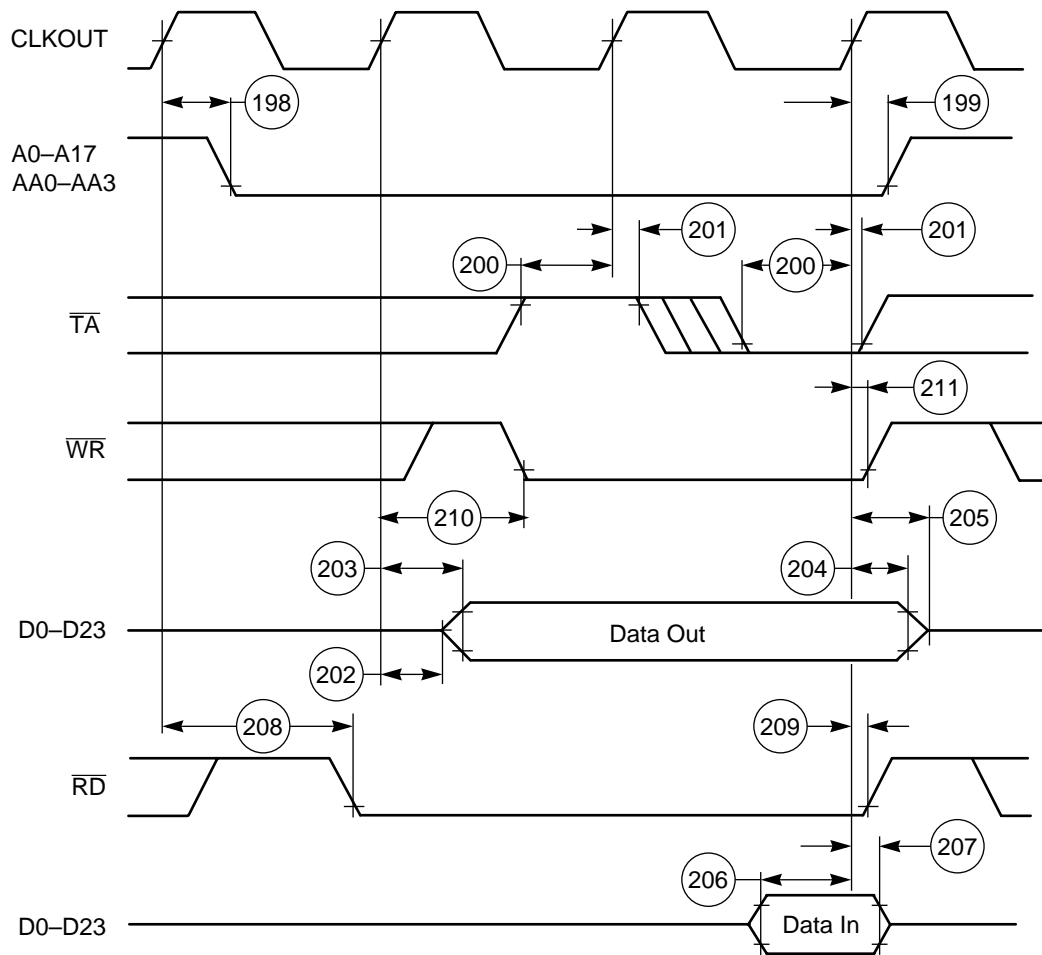 CLKOUT
198
199
A0–A17
AA0–AA3
201
201
200
200
TA
211
WR
210
205
203
204
D0–D23
Data Out
202
208
209
RD
207
206
D0–D23
Data In